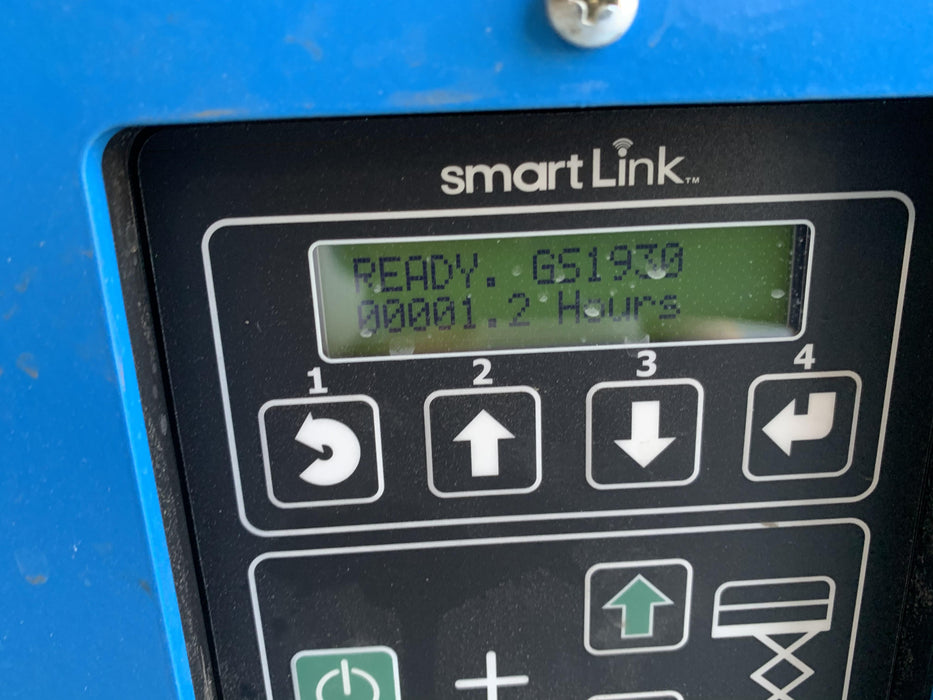 smart Link™
READY. GS1930
00001.2 Hours
1 2 3 4